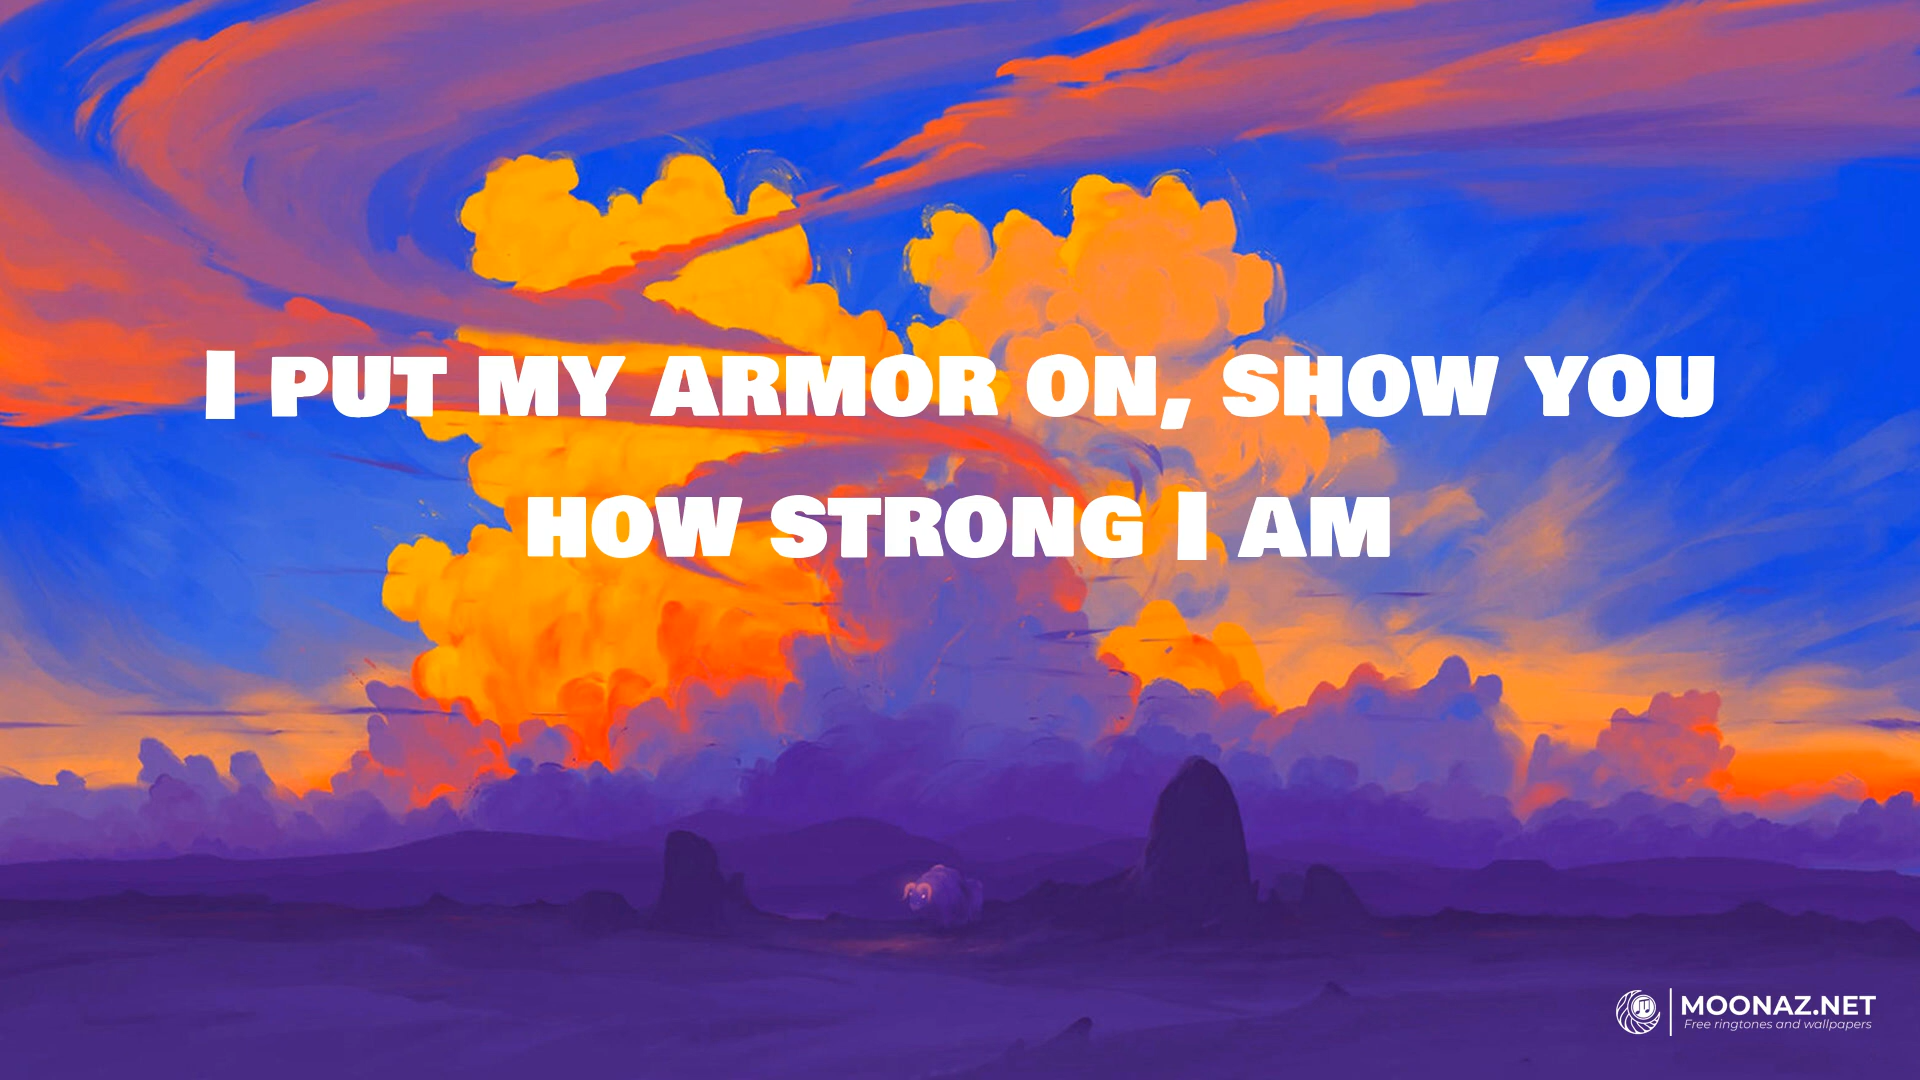 I PUT MY ARMOR ON, SHOW YOU
HOW STRONG I AM
MOONAZ.NET
Free ringtones and wallpapers